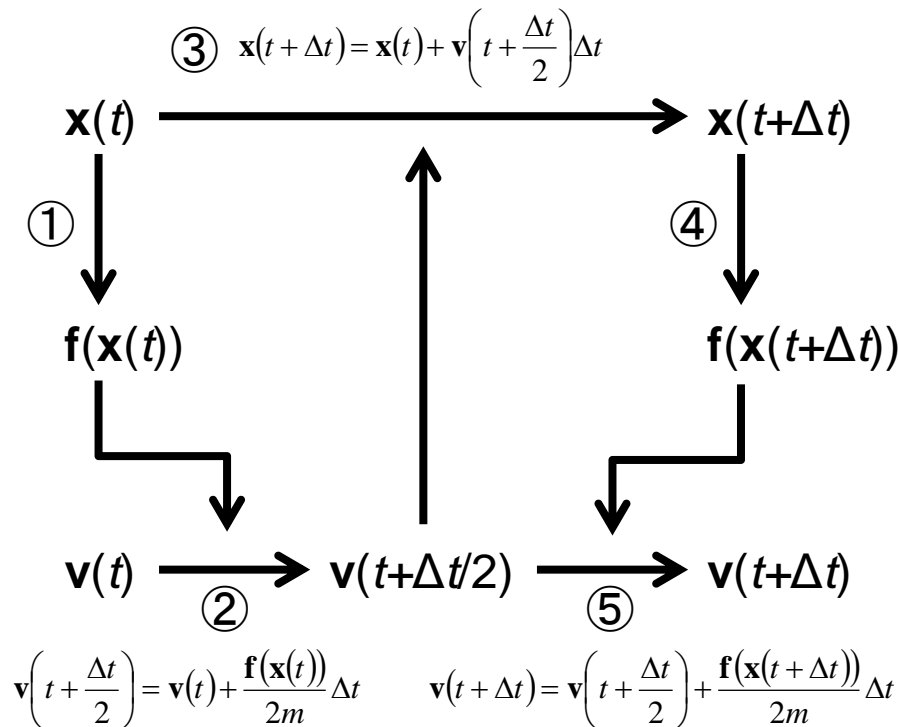 ③ x(t + Δt) = x(t) + v(t + Δt/2)Δt
x(t) x(t+Δt)
① ④
f(x(t)) f(x(t+Δt))
v(t) v(t+Δt/2) v(t+Δt)
② ⑤
v(t + Δt/2) = v(t) + f(x(t))/2m Δt v(t + Δt) = v(t + Δt/2) + f(x(t + Δt))/2m Δt